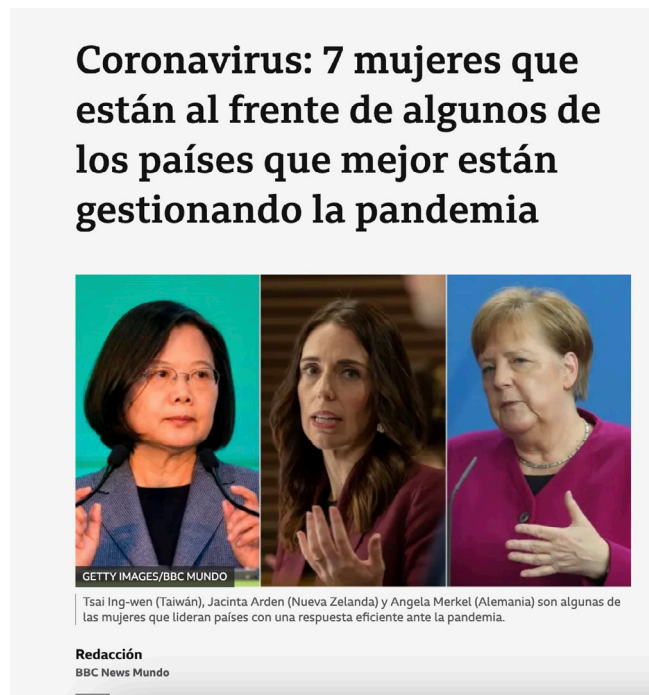 Coronavirus: 7 mujeres que
están al frente de algunos de
los países que mejor están
gestionando la pandemia
GETTY IMAGES/BBC MUNDO
Tsai Ing-wen (Taiwán), Jacinta Arden (Nueva Zelanda) y Angela Merkel (Alemania) son algunas de
las mujeres que lideran países con una respuesta eficiente ante la pandemia.
Redacción
BBC News Mundo